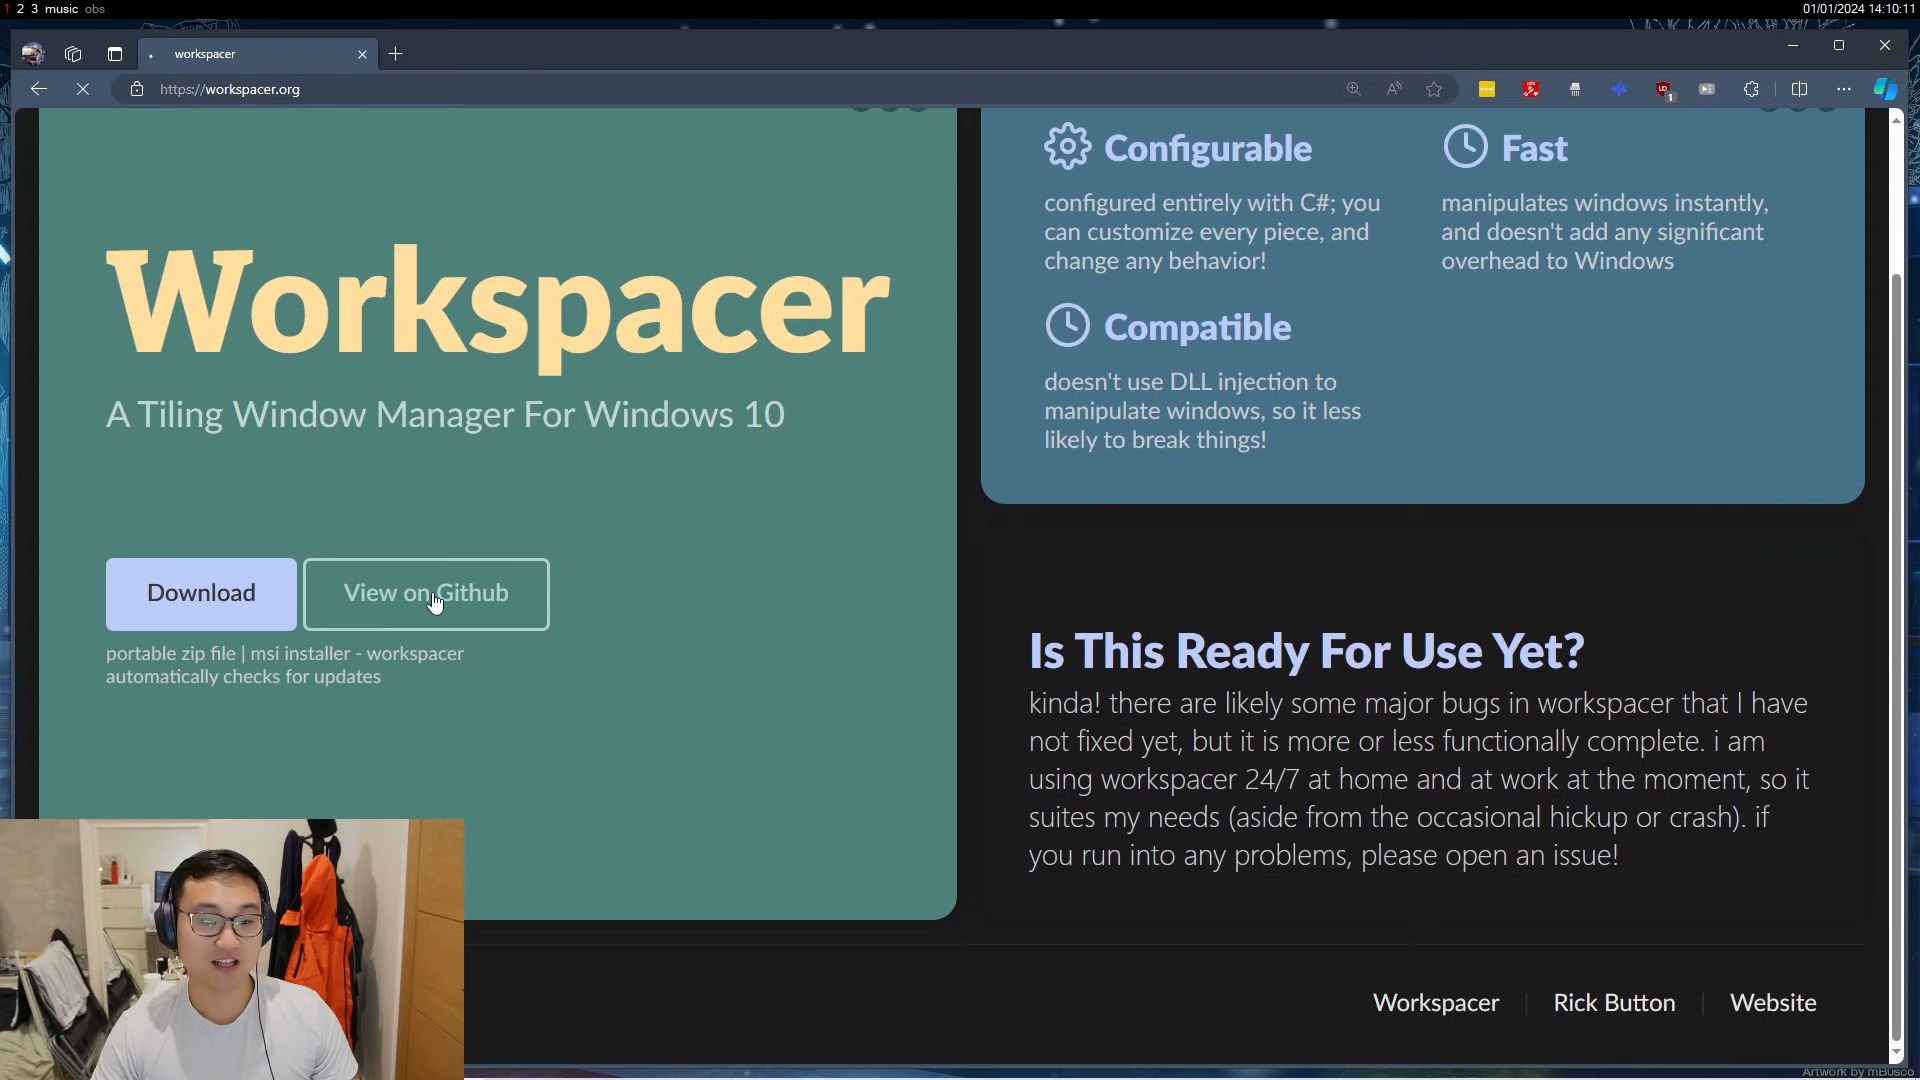 1 2 3 music obs
01/01/2024 14:10:11
workspacer
https://workspacer.org
Workspacer
A Tiling Window Manager For Windows 10
Download
View on Github
portable zip file | msi installer - workspacer
automatically checks for updates
Configurable
configured entirely with C#; you
can customize every piece, and
change any behavior!
Fast
manipulates windows instantly,
and doesn't add any significant
overhead to Windows
Compatible
doesn't use DLL injection to
manipulate windows, so it less
likely to break things!
Is This Ready For Use Yet?
kinda! there are likely some major bugs in workspacer that I have
not fixed yet, but it is more or less functionally complete. i am
using workspacer 24/7 at home and at work at the moment, so it
suites my needs (aside from the occasional hickup or crash). if
you run into any problems, please open an issue!
Workspacer
Rick Button
Website
Artwork by mB0sco